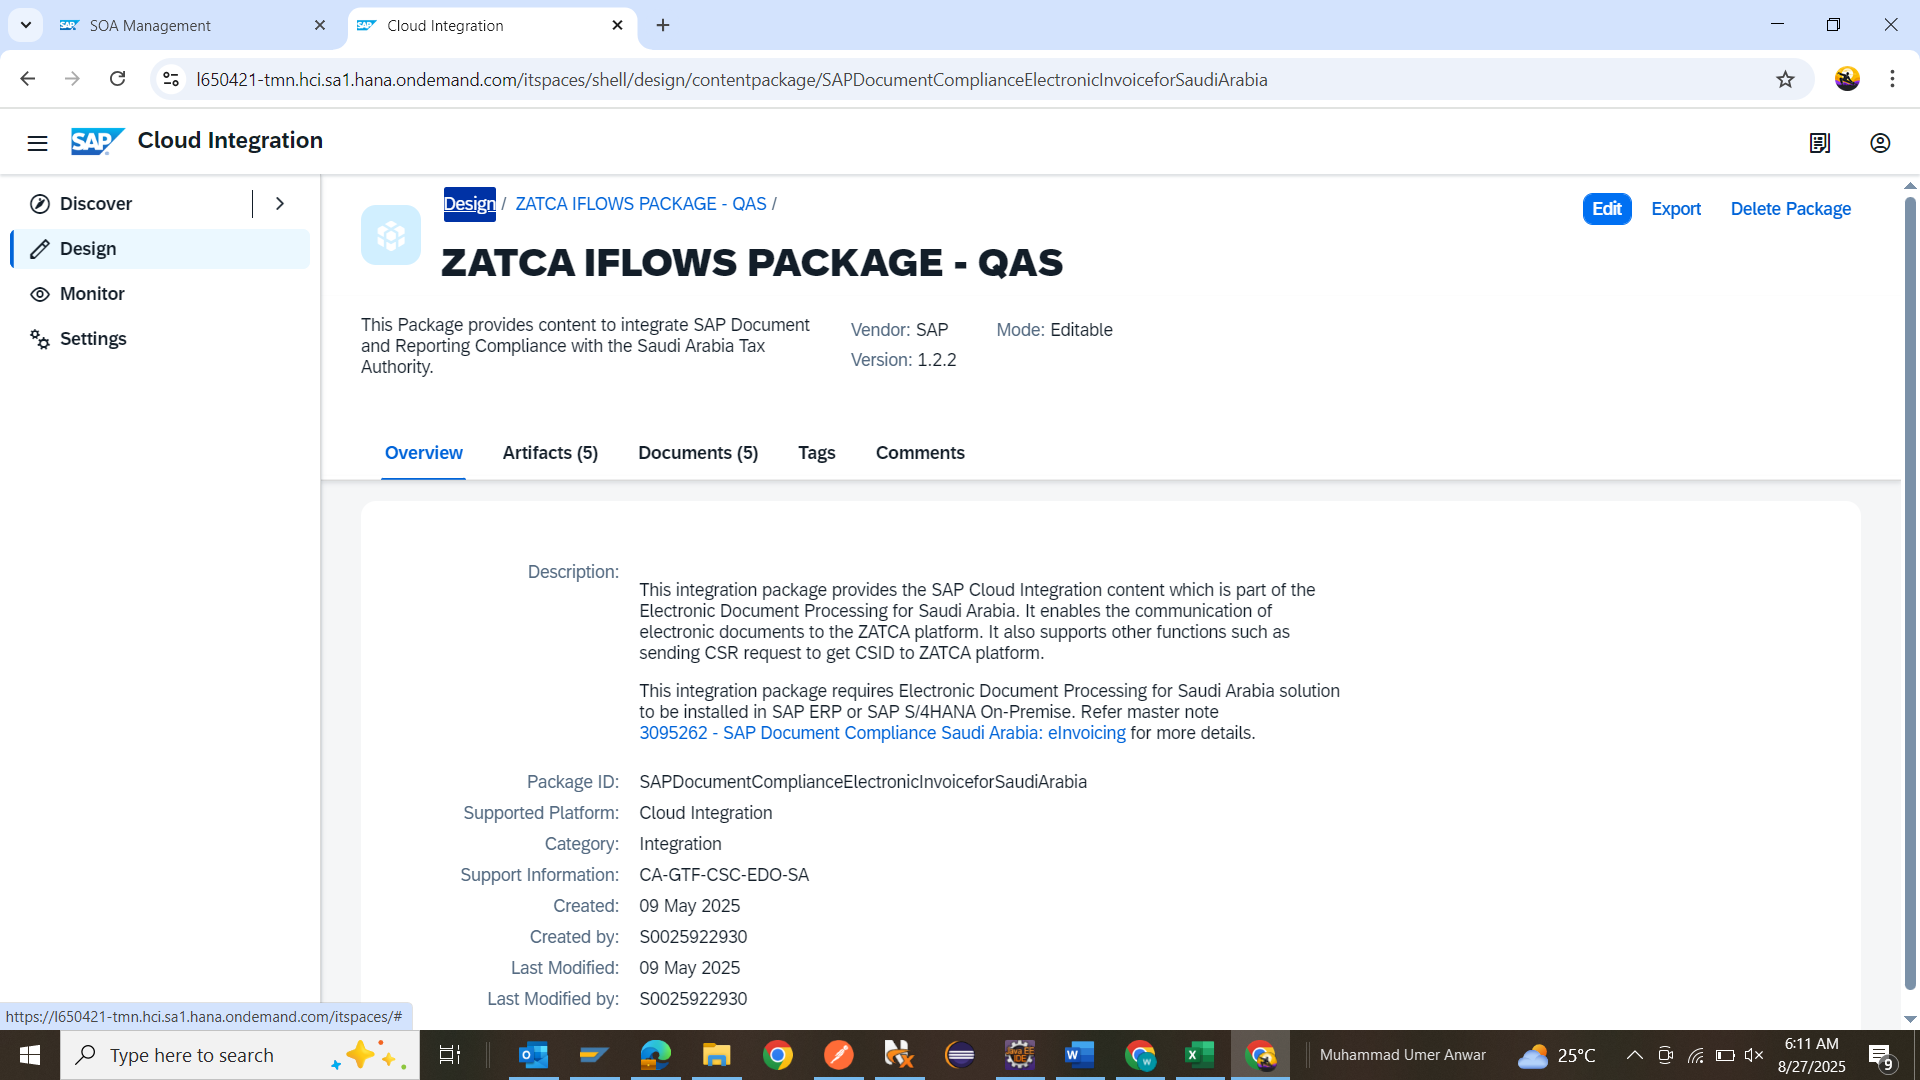 SOA Management
Cloud Integration
l650421-tmn.hci.sa1.hana.ondemand.com/itspaces/shell/design/contentpackage/SAPDocumentComplianceElectronicInvoiceforSaudiArabia
SAP Cloud Integration
Discover
Design
Monitor
Settings
Design / ZATCA IFLOWS PACKAGE - QAS /
Edit Export Delete Package
ZATCA IFLOWS PACKAGE - QAS
This Package provides content to integrate SAP Document
and Reporting Compliance with the Saudi Arabia Tax
Authority.
Vendor: SAP Mode: Editable
Version: 1.2.2
Overview Artifacts (5) Documents (5) Tags Comments
Description:
This integration package provides the SAP Cloud Integration content which is part of the
Electronic Document Processing for Saudi Arabia. It enables the communication of
electronic documents to the ZATCA platform. It also supports other functions such as
sending CSR request to get CSID to ZATCA platform.
This integration package requires Electronic Document Processing for Saudi Arabia solution
to be installed in SAP ERP or SAP S/4HANA On-Premise. Refer master note
3095262 - SAP Document Compliance Saudi Arabia: eInvoicing for more details.
Package ID: SAPDocumentComplianceElectronicInvoiceforSaudiArabia
Supported Platform: Cloud Integration
Category: Integration
Support Information: CA-GTF-CSC-EDO-SA
Created: 09 May 2025
Created by: S0025922930
Last Modified: 09 May 2025
Last Modified by: S0025922930
https://l650421-tmn.hci.sa1.hana.ondemand.com/itspaces/#
Type here to search
Muhammad Umer Anwar
25°C
6:11 AM
8/27/2025
9